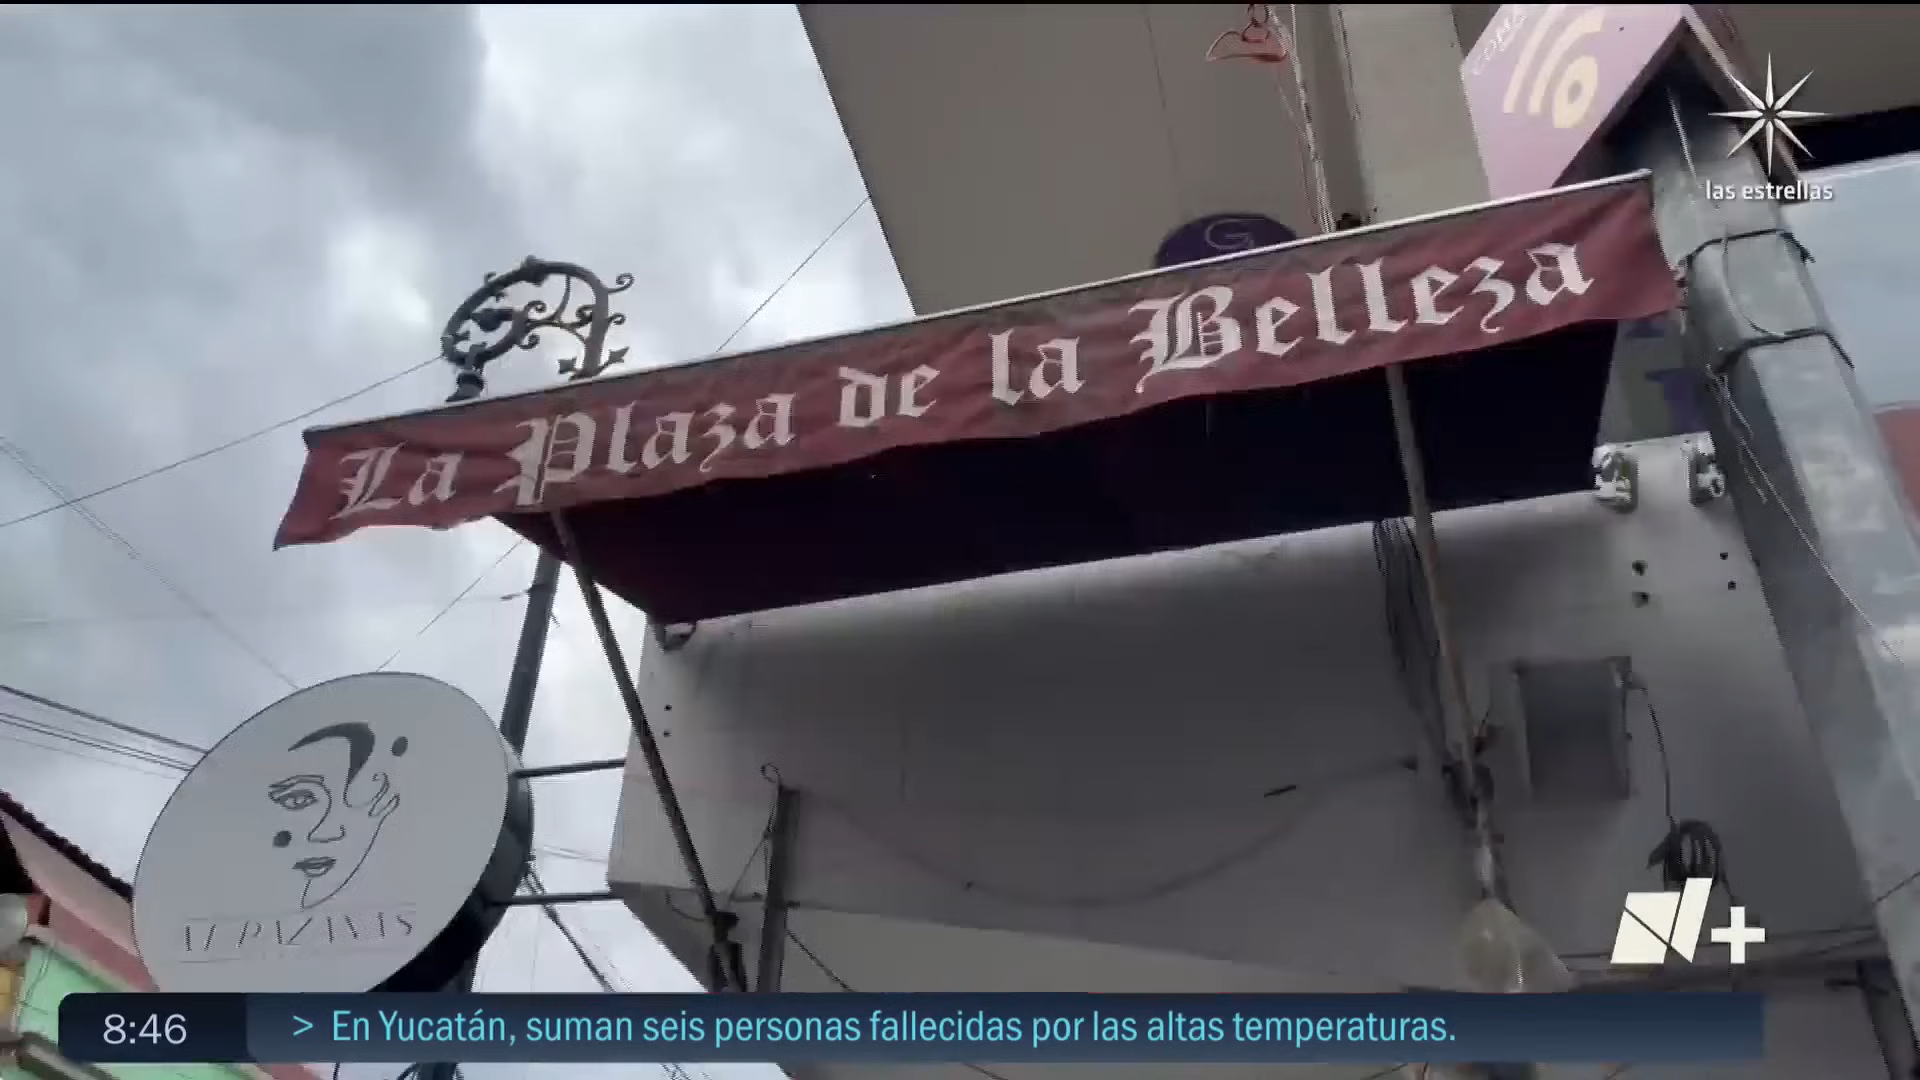 las estrellas
La Plaza de la Belleza
N+
8:46
> En Yucatán, suman seis personas fallecidas por las altas temperaturas.